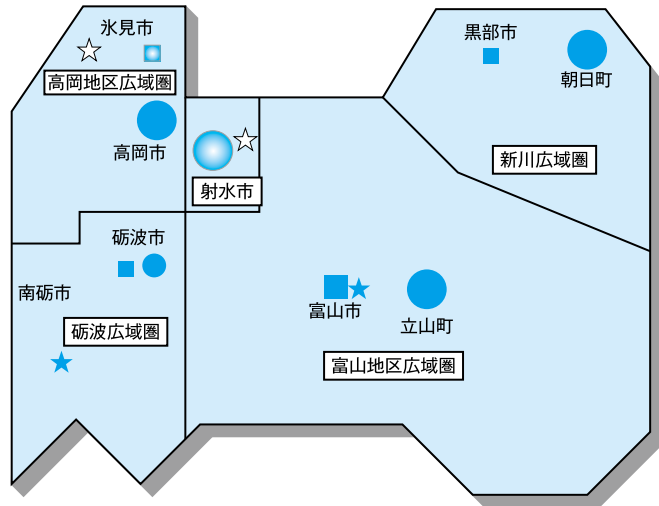 氷見市
高岡地区広域圏
高岡市
射水市
黒部市
朝日町
新川広域圏
砺波市
南砺市
砺波広域圏
富山市
立山町
富山地区広域圏